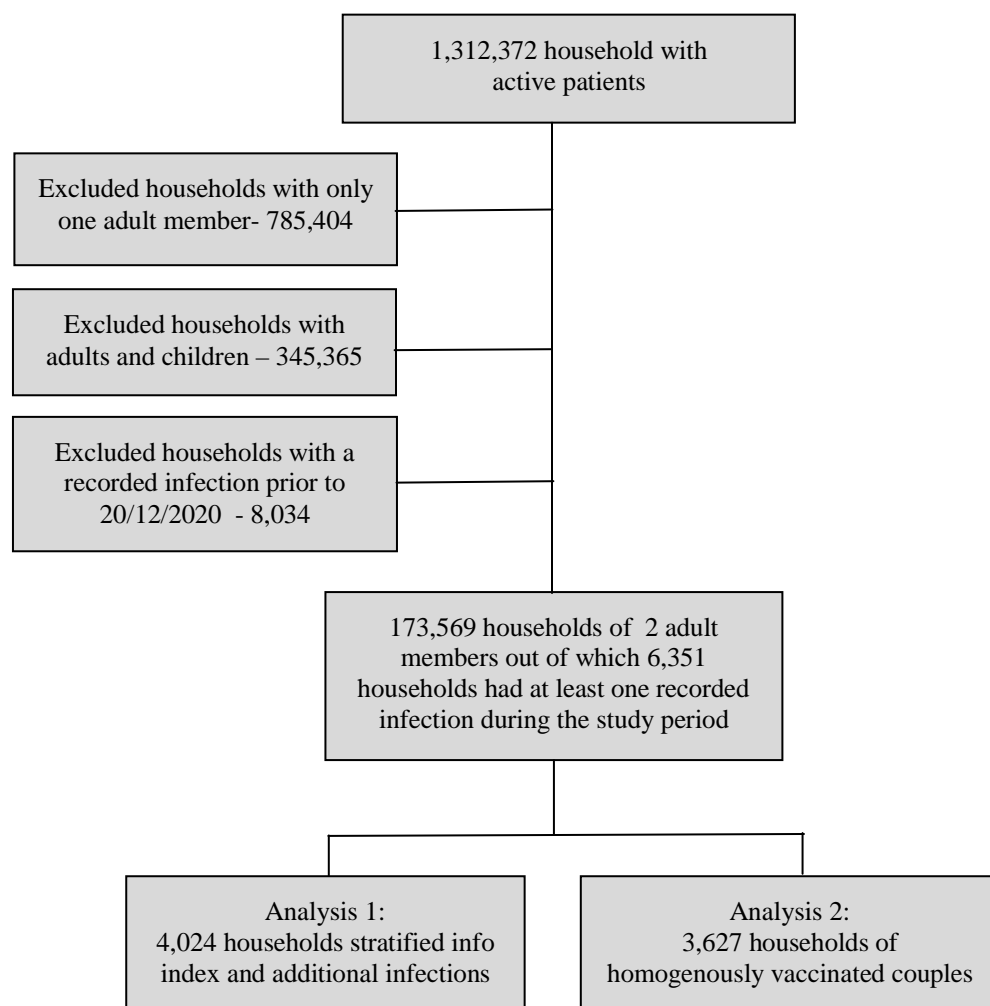 1,312,372 household with
active patients
Excluded households with only
one adult member- 785,404
Excluded households with
adults and children – 345,365
Excluded households with a
recorded infection prior to
20/12/2020  - 8,034
173,569 households of  2 adult
members out of which 6,351
households had at least one recorded
infection during the study period
Analysis 1:
4,024 households stratified info
index and additional infections
Analysis 2:
3,627 households of
homogenously vaccinated couples